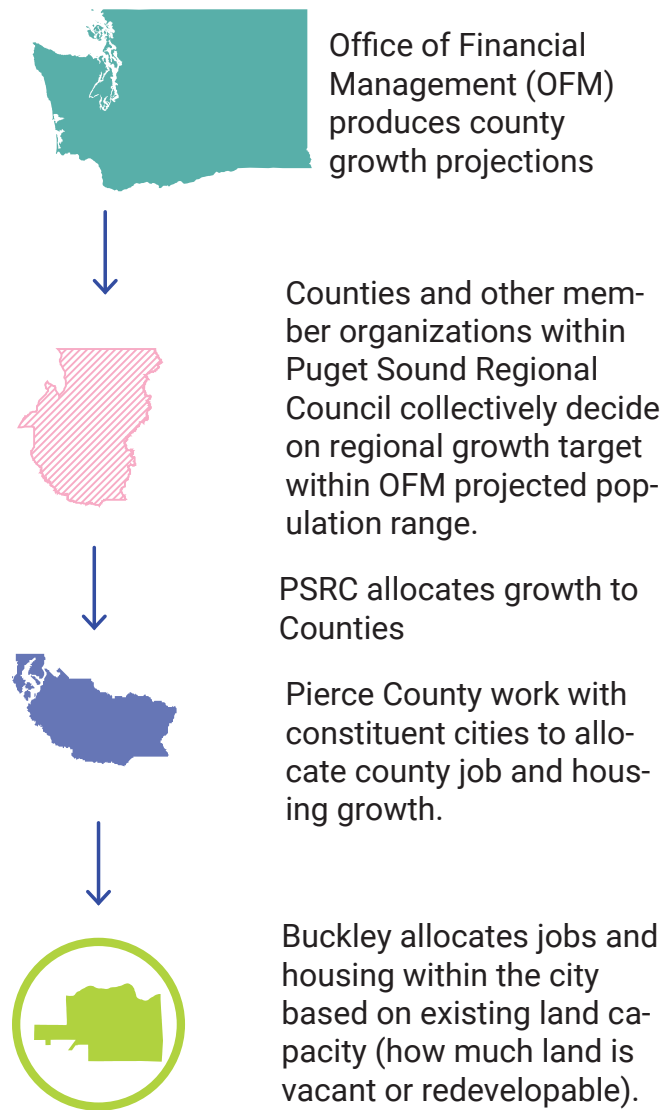 Office of Financial
Management (OFM)
produces county
growth projections
Counties and other mem-
ber organizations within
Puget Sound Regional
Council collectively decide
on regional growth target
within OFM projected pop-
ulation range.
PSRC allocates growth to
Counties
Pierce County work with
constituent cities to allo-
cate county job and hous-
ing growth.
Buckley allocates jobs and
housing within the city
based on existing land ca-
pacity (how much land is
vacant or redevelopable).